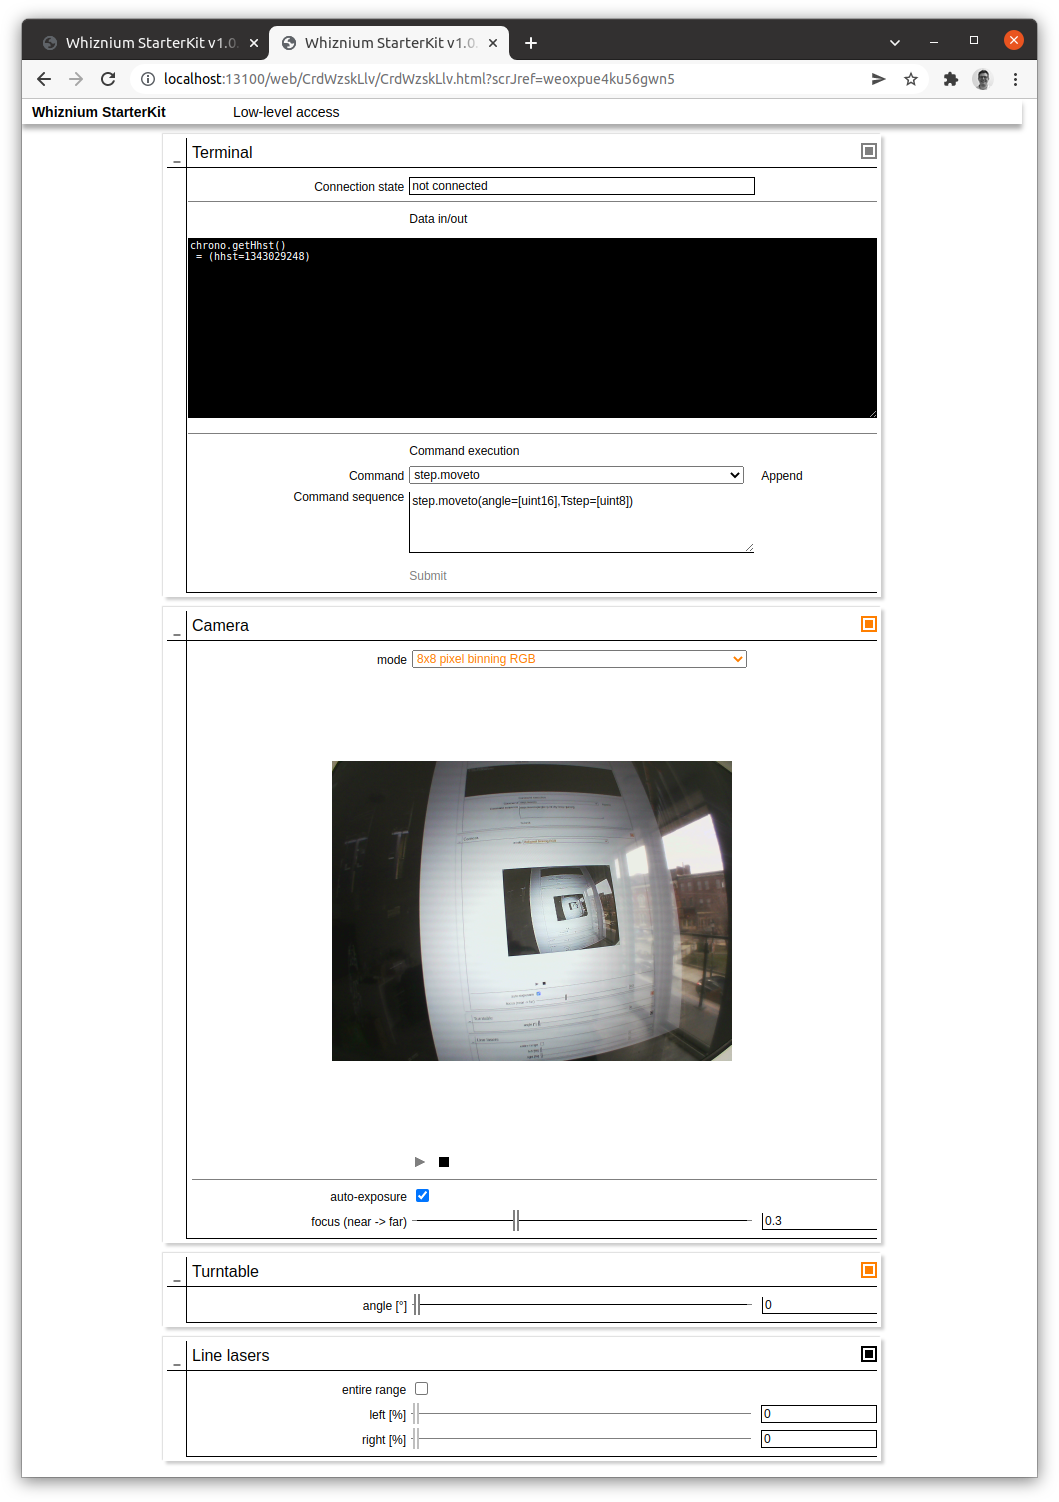 Whiznium StarterKit v1.0.
Whiznium StarterKit v1.0.
localhost:13100/web/CrdWzskLlv/CrdWzskLlv.html?scrJref=weoxpue4ku56gwn5
Whiznium StarterKit Low-level access
Terminal
Connection state not connected
Data in/out
chrono.getHhst()
= (hhst=1343029248)
Command execution
Command step.moveto Append
Command sequence step.moveto(angle=[uint16],Tstep=[uint8])
Submit
Camera
mode 8x8 pixel binning RGB
auto-exposure
focus (near -> far) 0.3
Turntable
angle [°] 0
Line lasers
entire range
left [%] 0
right [%] 0